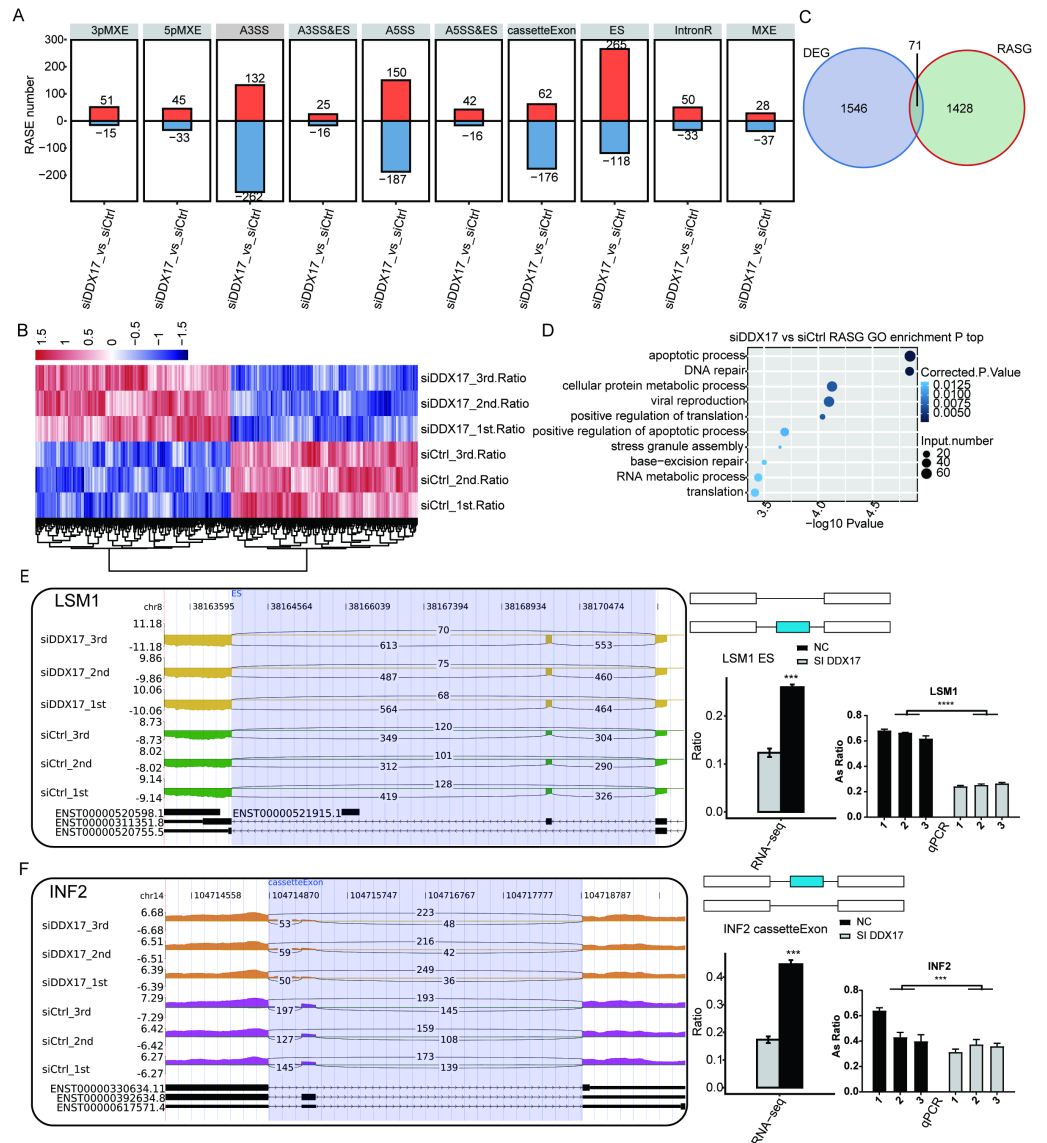 A
3pMXE 5pMXE A3SS A3SS&ES A5SS A5SS&ES cassetteExon ES IntronR MXE
RASE number
300
200
100
0
−100
−200
51 45 132 25 150 42 62 265 50 28
−15 −33 −262 −16 −187 −16 −176 −118 −33 −37
siDDX17_vs_siCtrl siDDX17_vs_siCtrl siDDX17_vs_siCtrl siDDX17_vs_siCtrl siDDX17_vs_siCtrl siDDX17_vs_siCtrl siDDX17_vs_siCtrl siDDX17_vs_siCtrl siDDX17_vs_siCtrl siDDX17_vs_siCtrl
C
DEG 71 RASG
1546 1428
B
1.5 1 0.5 0 −0.5 −1 −1.5
siDDX17_3rd.Ratio
siDDX17_2nd.Ratio
siDDX17_1st.Ratio
siCtrl_3rd.Ratio
siCtrl_2nd.Ratio
siCtrl_1st.Ratio
D
siDDX17 vs siCtrl RASG GO enrichment P top
apoptotic process
DNA repair
cellular protein metabolic process
viral reproduction
positive regulation of translation
positive regulation of apoptotic process
stress granule assembly
base−excision repair
RNA metabolic process
translation
3.5 4.0 4.5
−log10 Pvalue
Corrected.P.Value
0.0125
0.0100
0.0075
0.0050
Input.number
20
40
60
E
LSM1
ES
chr8 38163595 38164564 38166039 38167394 38168934 38170474
siDDX17_3rd 11.18 −11.18 70 613 553
siDDX17_2nd 9.86 −9.86 75 487 460
siDDX17_1st 10.06 −10.06 68 564 464
siCtrl_3rd 8.73 −8.73 120 349 304
siCtrl_2nd 8.02 −8.02 101 312 290
siCtrl_1st 9.14 −9.14 128 419 326
ENST00000520598.1 ENST00000521915.1
ENST00000311351.8
ENST00000520755.5
LSM1 ES
NC
SI DDX17
***
Ratio
0.2
0.1
0.0
RNA−seq
LSM1
****
As Ratio
0.8
0.6
0.4
0.2
0.0
1 2 3 1 2 3
qPCR
F
INF2
cassetteExon
chr14 104714558 104714870 104715747 104716767 104717777 104718787
siDDX17_3rd 6.68 −6.68 223 53 48
siDDX17_2nd 6.51 −6.51 216 59 42
siDDX17_1st 6.39 −6.39 249 50 36
siCtrl_3rd 7.29 −7.29 193 197 145
siCtrl_2nd 6.42 −6.42 159 127 108
siCtrl_1st 6.27 −6.27 173 145 139
ENST00000330634.11
ENST00000392634.8
ENST00000617571.4
INF2 cassetteExon
NC
SI DDX17
***
Ratio
0.4
0.3
0.2
0.1
0.0
RNA−seq
INF2
***
As Ratio
0.8
0.6
0.4
0.2
0.0
1 2 3 1 2 3
qPCR